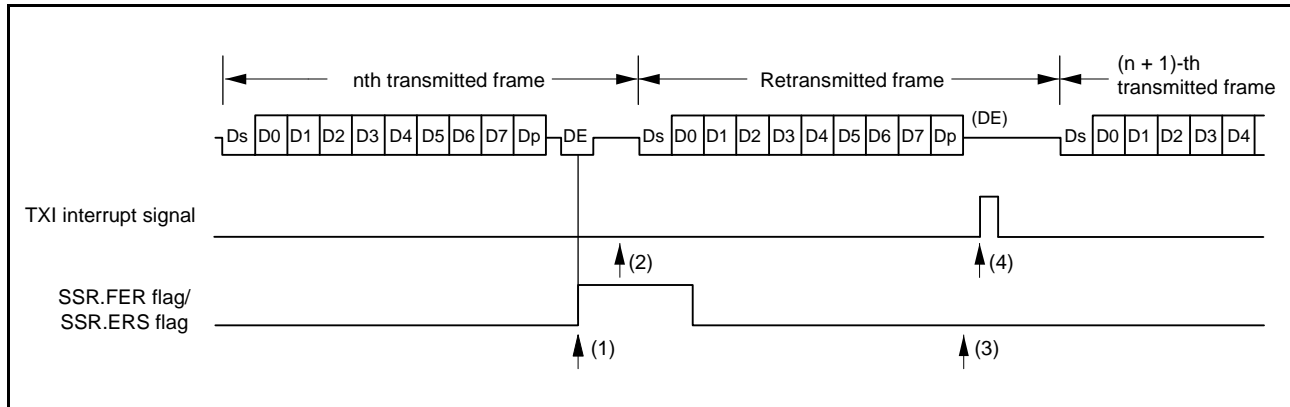 nth transmitted frame
Retransmitted frame
(n + 1)-th
transmitted frame
Ds D0 D1 D2 D3 D4 D5 D6 D7 Dp DE Ds D0 D1 D2 D3 D4 D5 D6 D7 Dp (DE) Ds D0 D1 D2 D3 D4
TXI interrupt signal
(2) (4)
SSR.FER flag/
SSR.ERS flag
(1) (3)